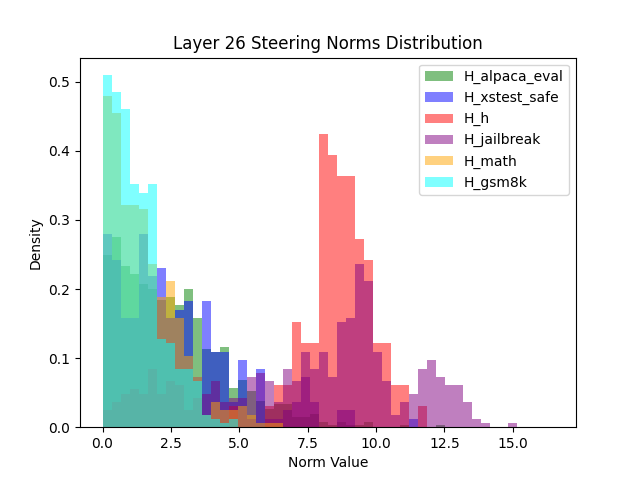 Layer 26 Steering Norms Distribution
H_alpaca_eval
H_xstest_safe
H_h
H_jailbreak
H_math
H_gsm8k
Density
0.5
0.4
0.3
0.2
0.1
0.0
0.0 2.5 5.0 7.5 10.0 12.5 15.0
Norm Value